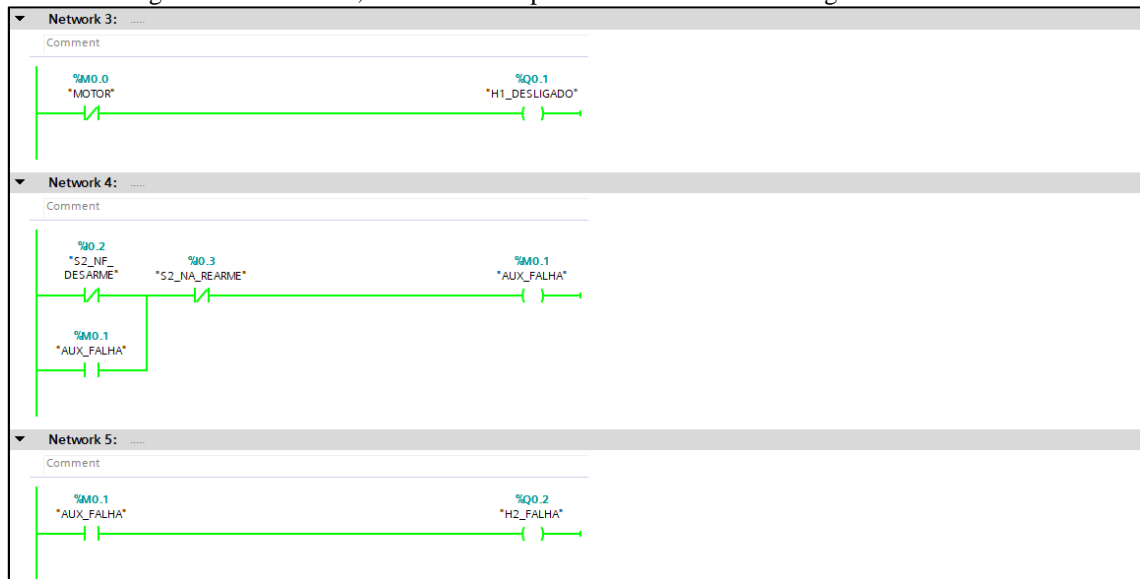 Network 3: .....
Comment
%M0.0
"MOTOR"
%Q0.1
"H1_DESLIGADO"
Network 4: .....
Comment
%I0.2
"S2_NF_
DESARME"
%I0.3
"S2_NA_REARME"
%M0.1
"AUX_FALHA"
%M0.1
"AUX_FALHA"
Network 5: .....
Comment
%M0.1
"AUX_FALHA"
%Q0.2
"H2_FALHA"